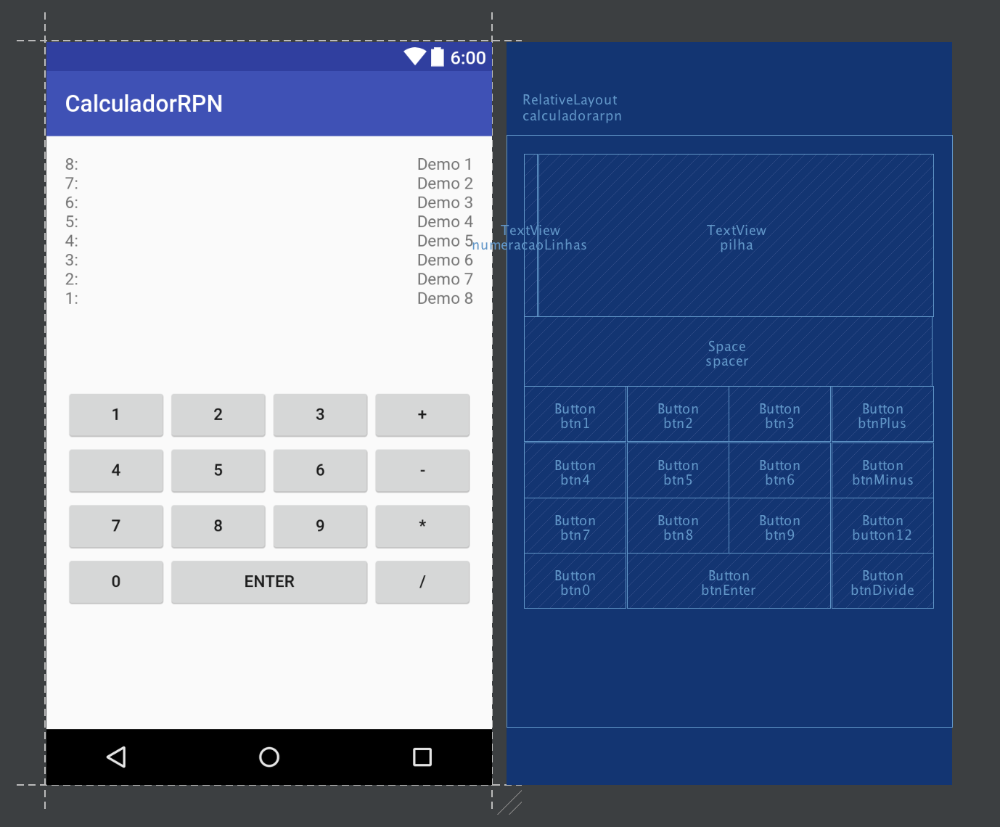 6:00
CalculadorRPN
8: Demo 1
7: Demo 2
6: Demo 3
5: Demo 4
4: Demo 5
3: Demo 6
2: Demo 7
1: Demo 8
1 2 3 +
4 5 6 -
7 8 9 *
0 ENTER /
RelativeLayout
calculadorarpn
TextView
numeracaoLinhas
TextView
pilha
Space
spacer
Button
btn1
Button
btn2
Button
btn3
Button
btnPlus
Button
btn4
Button
btn5
Button
btn6
Button
btnMinus
Button
btn7
Button
btn8
Button
btn9
Button
button12
Button
btn0
Button
btnEnter
Button
btnDivide